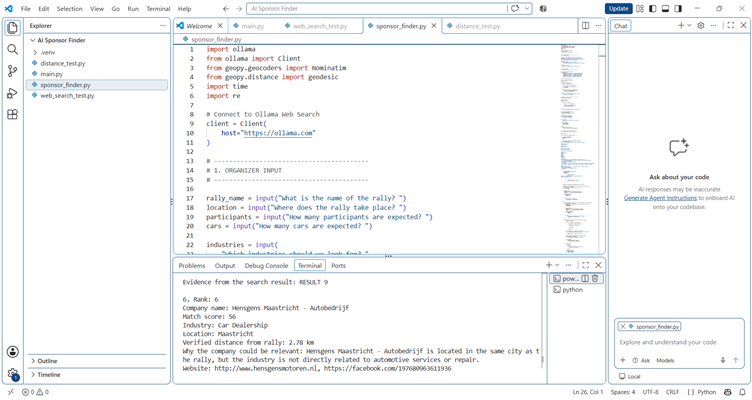 File Edit Selection View Go Run Terminal Help
AI Sponsor Finder
Update
Explorer
AI Sponsor Finder
.venv
distance_test.py
main.py
sponsor_finder.py
web_search_test.py
Outline
Timeline
Welcome
main.py
web_search_test.py
sponsor_finder.py
distance_test.py
sponsor_finder.py
1 import ollama
2 from ollama import Client
3 from geopy.geocoders import Nominatim
4 from geopy.distance import geodesic
5 import time
6 import re
7
8 # Connect to Ollama Web Search
9 client = Client(
10 host="https://ollama.com"
11 )
12
13 # ---------------------------------------
14 # 1. ORGANIZER INPUT
15 # ---------------------------------------
16
17 rally_name = input("What is the name of the rally? ")
18 location = input("Where does the rally take place? ")
19 participants = input("How many participants are expected? ")
20 cars = input("How many cars are expected? ")
21
22 industries = input(
23 "Which industries should we look for? "
Problems Output Debug Console Terminal Ports
Evidence from the search result: RESULT 9
6. Rank: 6
Company name: Hensgens Maastricht - Autobedrijf
Match score: 56
Industry: Car Dealership
Location: Maastricht
Verified distance from rally: 2.78 km
Why the company could be relevant: Hensgens Maastricht - Autobedrijf is located in the same city as t
he rally, but the industry is not directly related to automotive services or repair.
Website: http://www.hensgensmotoren.nl, https://facebook.com/197680963611936
pow...
python
Chat
Ask about your code
AI responses may be inaccurate
Generate Agent Instructions to onboard AI
onto your codebase.
sponsor_finder.py
Explore and understand your code
Ask Models
Local
0 0
Ln 26, Col 1 Spaces: 4 UTF-8 CRLF { } Python